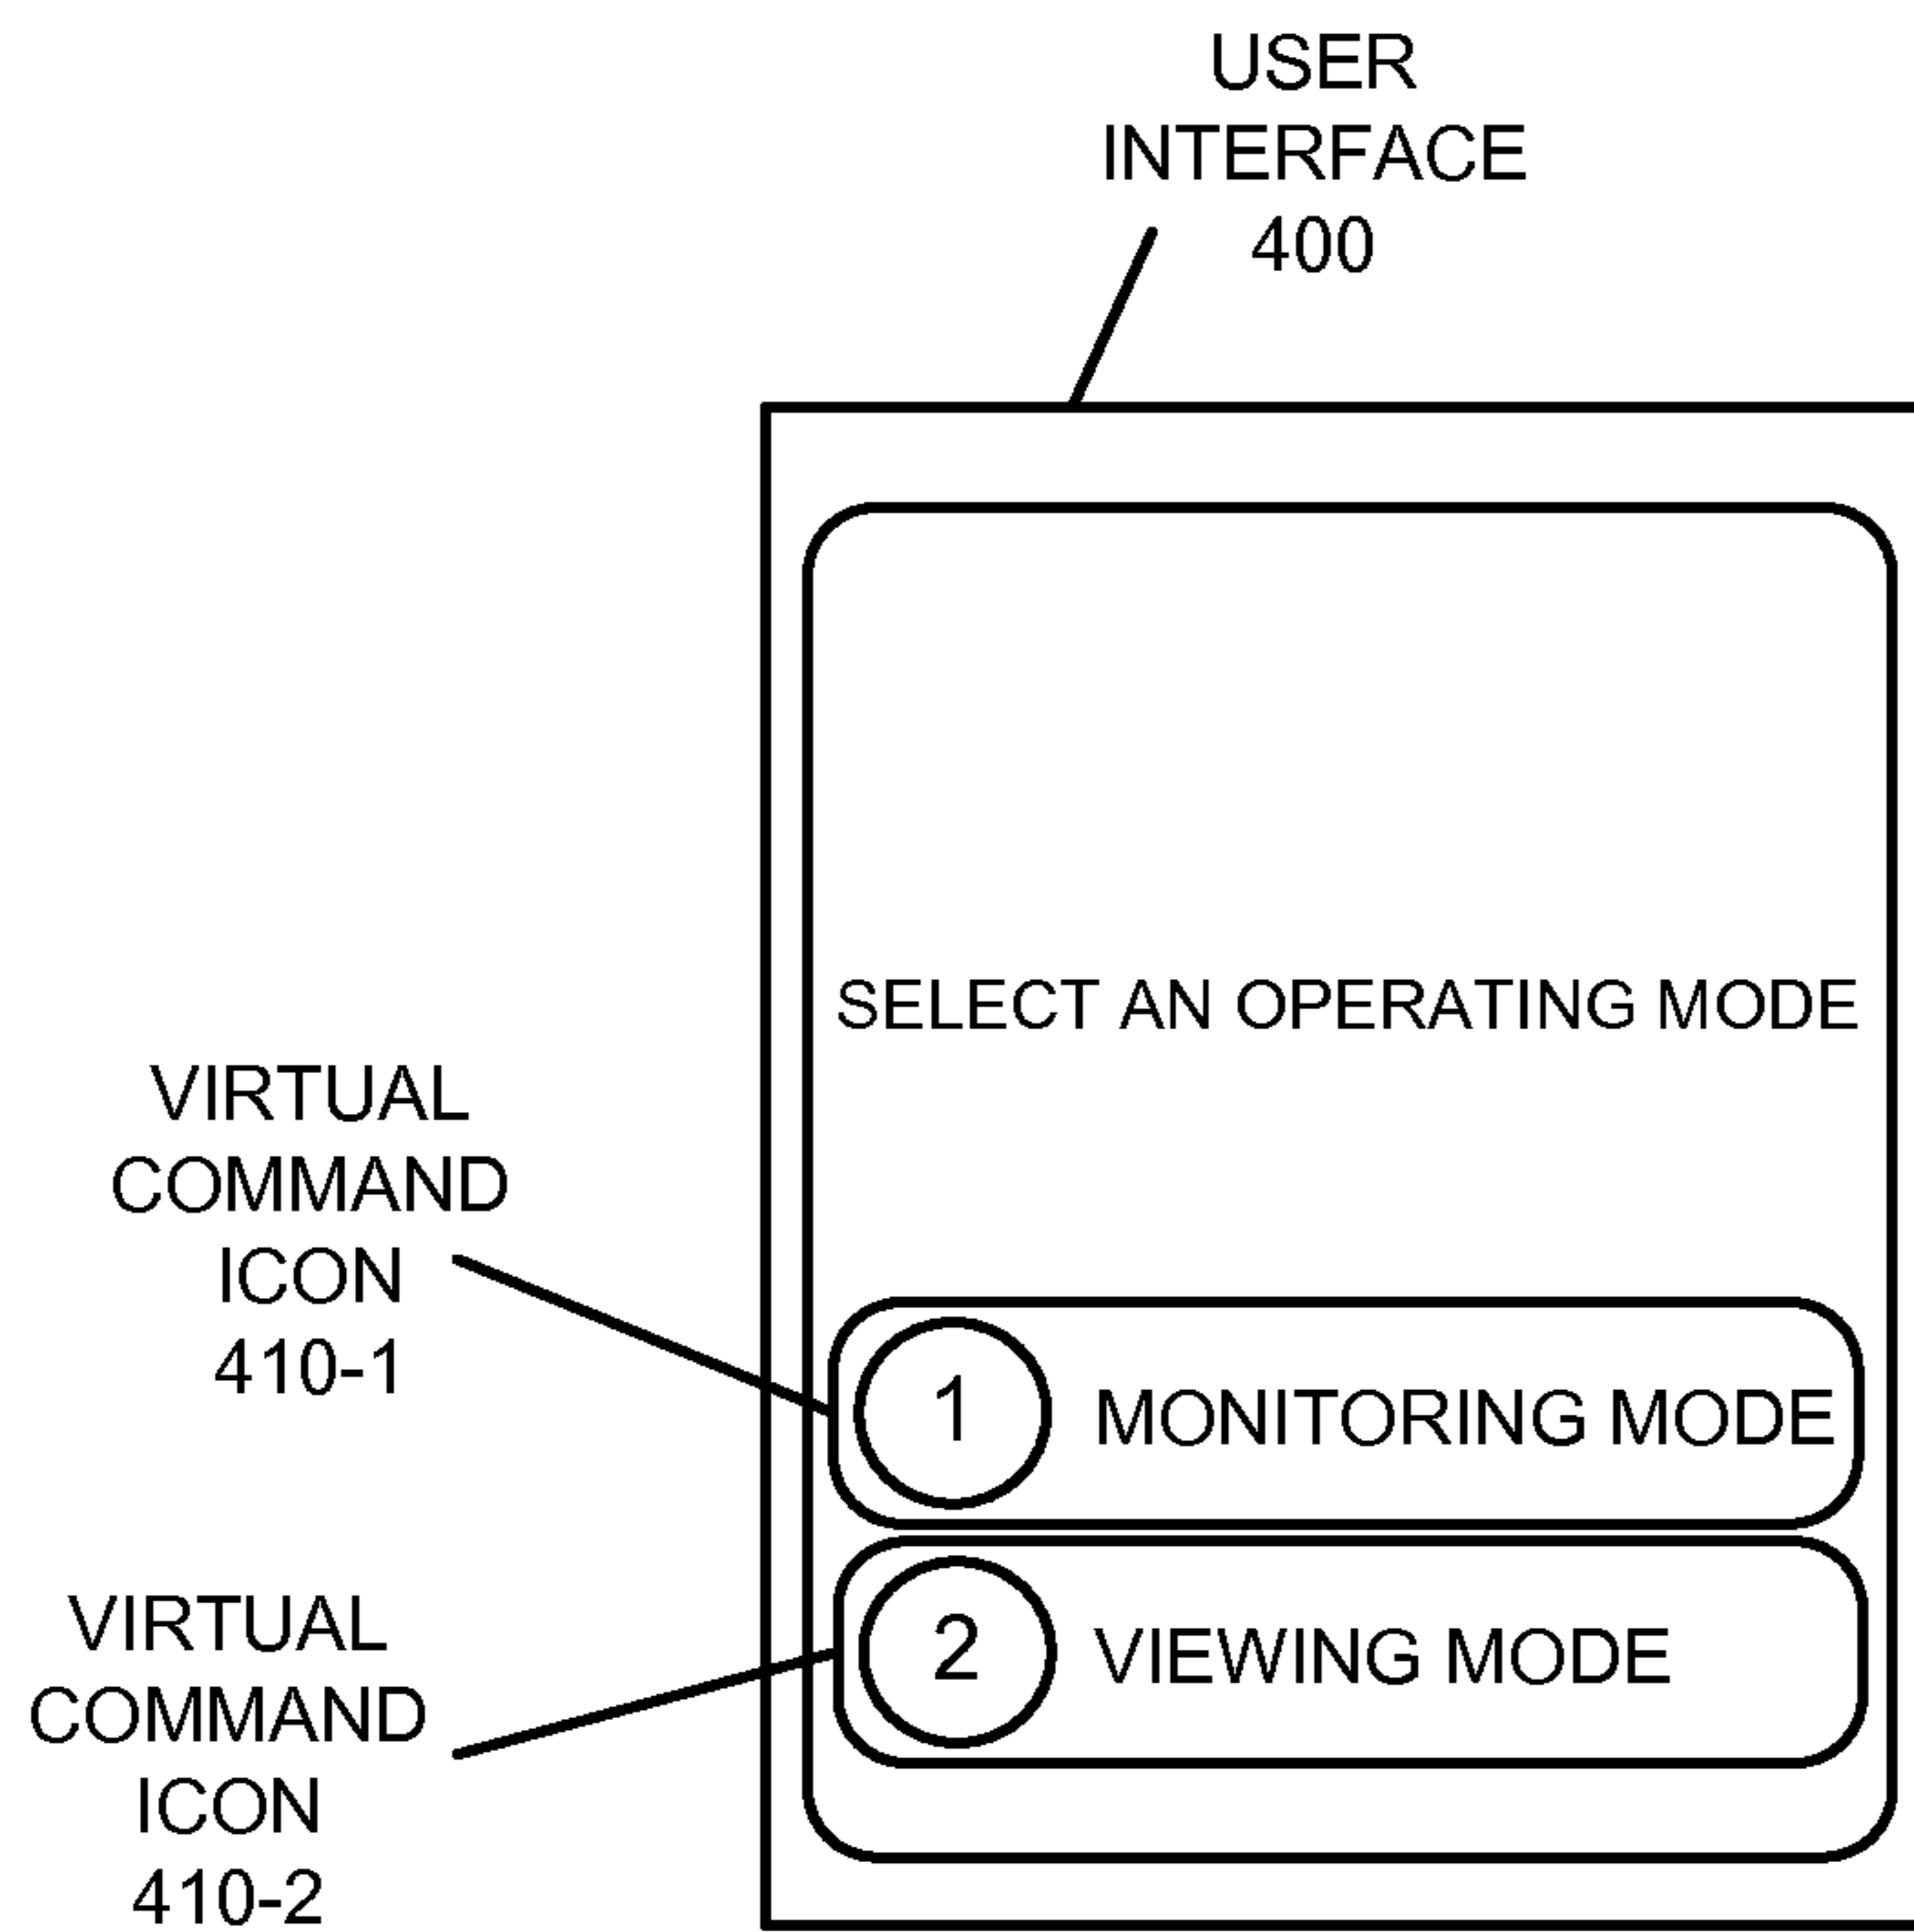 USER
INTERFACE
400
SELECT AN OPERATING MODE
VIRTUAL
COMMAND
ICON
410-1
1 MONITORING MODE
VIRTUAL
COMMAND
ICON
410-2
2 VIEWING MODE